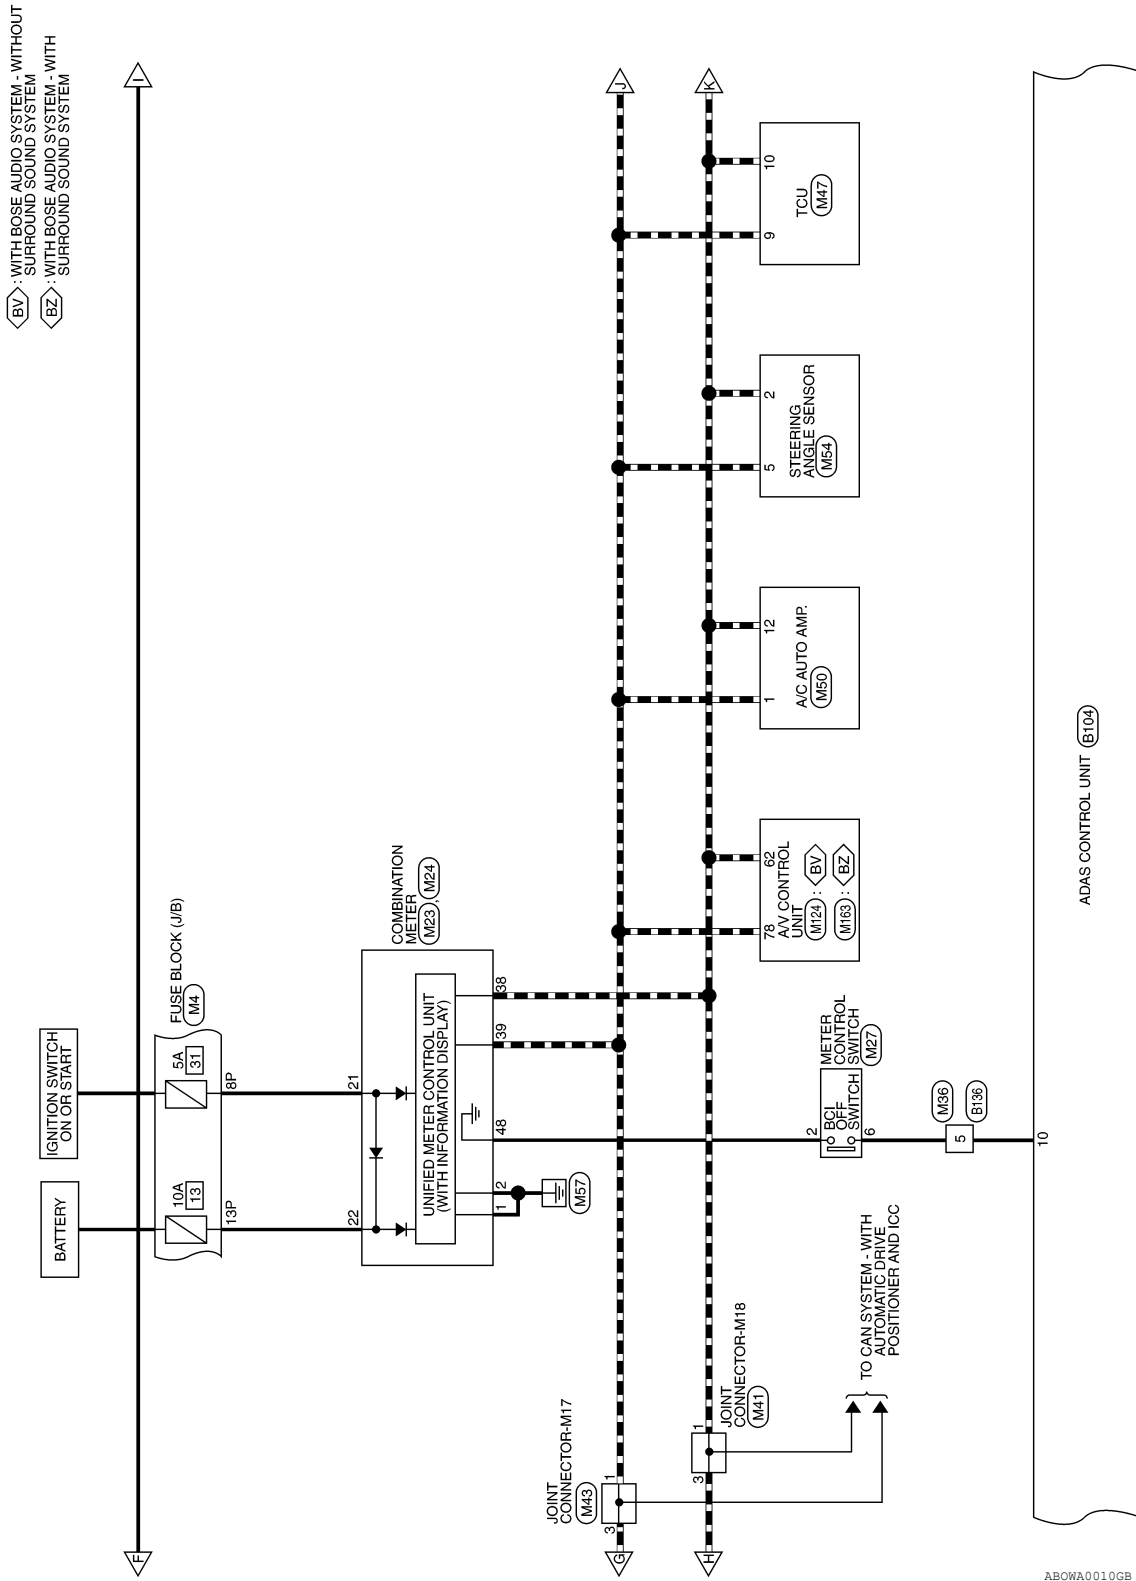 BV : WITH BOSE AUDIO SYSTEM - WITHOUT
SURROUND SOUND SYSTEM
BZ : WITH BOSE AUDIO SYSTEM - WITH
SURROUND SOUND SYSTEM
F
I
BATTERY
IGNITION SWITCH
ON OR START
10A
13
5A
31
FUSE BLOCK (J/B)
M4
13P
8P
22
21
COMBINATION
METER
M23 , M24
UNIFIED METER CONTROL UNIT
(WITH INFORMATION DISPLAY)
1
2
48
39
38
M57
JOINT
CONNECTOR-M17
M43
3
1
G
J
JOINT
CONNECTOR-M18
M41
3
1
H
K
TO CAN SYSTEM - WITH
AUTOMATIC DRIVE
POSITIONER AND ICC
2
BCI
OFF
SWITCH
6
METER
CONTROL
SWITCH
M27
5
M36
B136
10
78
62
A/V CONTROL
UNIT
M124 : BV
M163 : BZ
1
12
A/C AUTO AMP.
M50
5
2
STEERING
ANGLE SENSOR
M54
9
10
TCU
M47
ADAS CONTROL UNIT B104
ABOWA0010GB